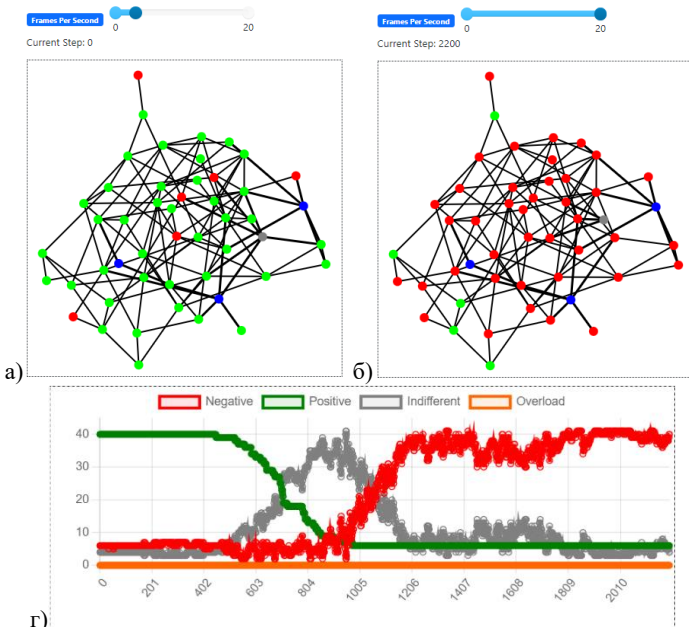 Frames Per Second
0
20
Current Step: 0
а)
Frames Per Second
0
20
Current Step: 2200
б)
Negative Positive Indifferent Overload
40
30
20
10
0
0 201 402 603 804 1005 1206 1407 1608 1809 2010
г)